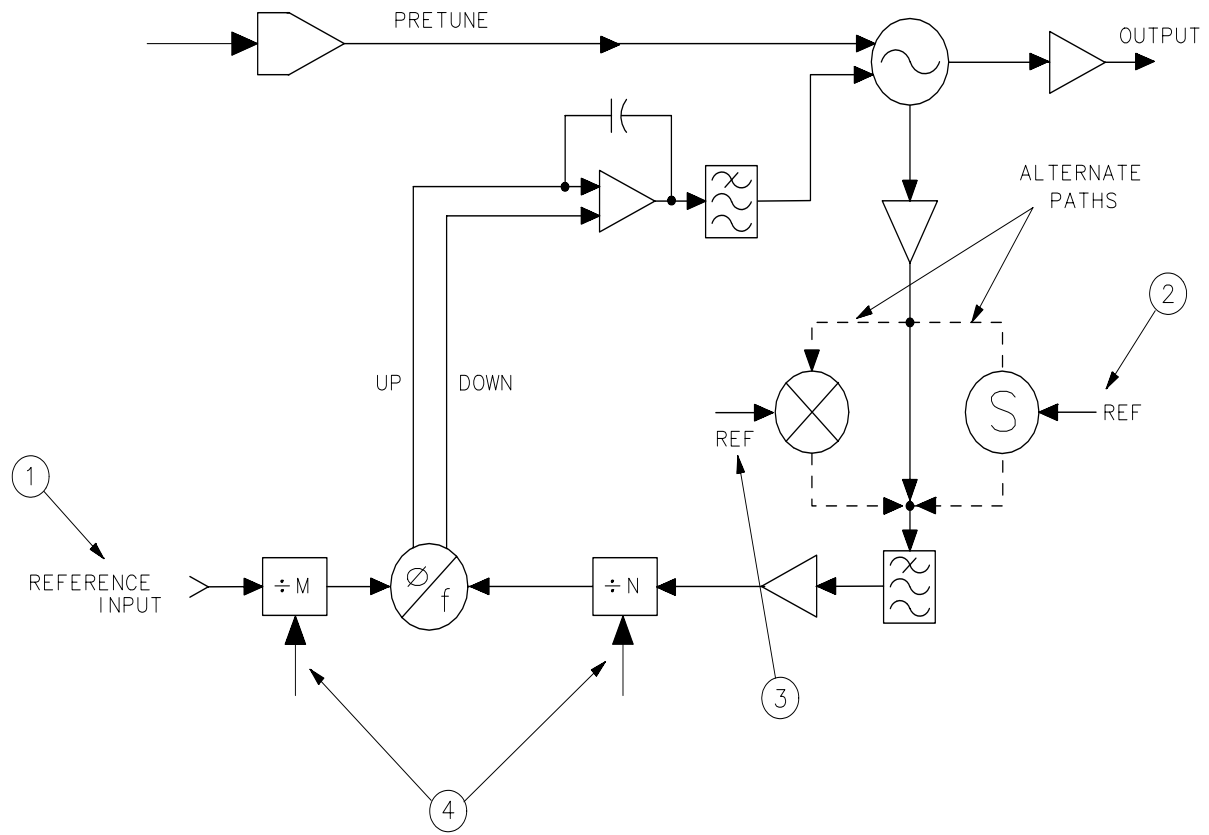 PRETUNE
OUTPUT
ALTERNATE
PATHS
2
UP
DOWN
S
REF
REF
1
REFERENCE
INPUT
÷M
Ø
f
÷N
3
4